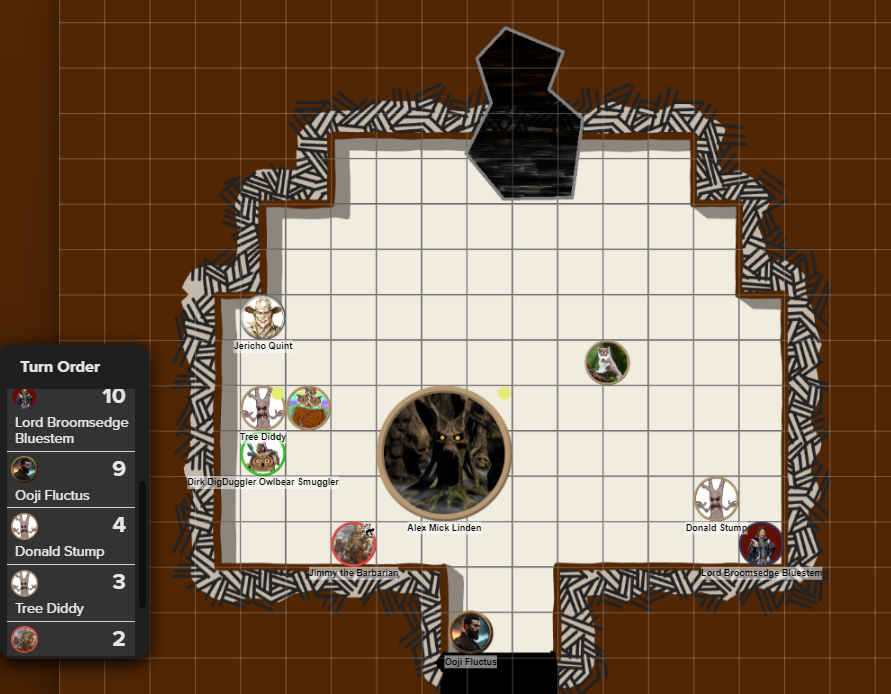 Jericho Quint
Turn Order
10
Lord Broomsedge
Bluestem
9
Ooji Fluctus
4
Donald Stump
3
Tree Diddy
2
Tree Diddy
Dirk DigDuggler Owlbear Smuggler
Alex Mick Linden
Donald Stump
Jimmy the Barbarian
Lord Broomsedge Bluestem
Ooji Fluctus